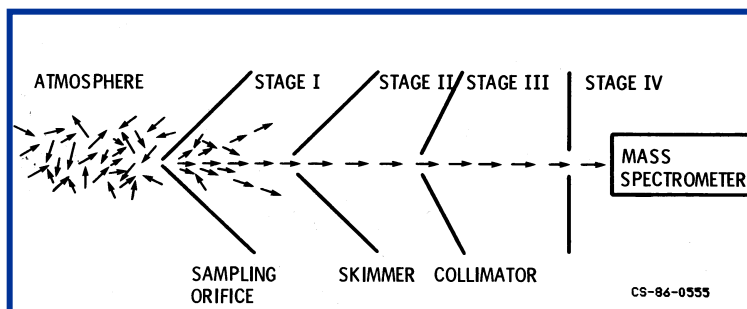 ATMOSPHERE
STAGE I
STAGE II
STAGE III
STAGE IV
MASS
SPECTROMETER
SAMPLING
ORIFICE
SKIMMER
COLLIMATOR
CS-86-0555